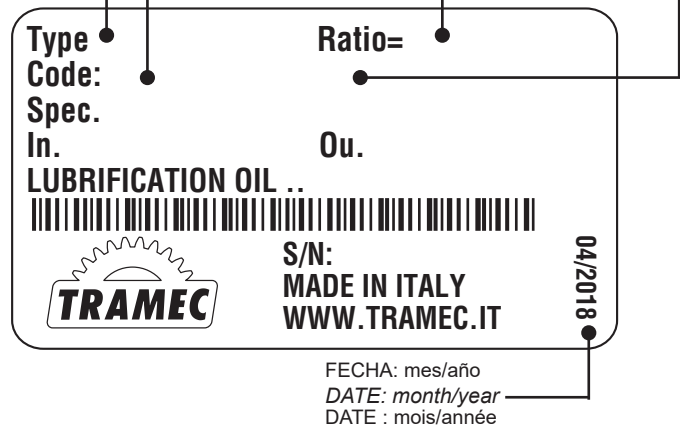 Type Ratio=
Code:
Spec.
In. Ou.
LUBRIFICATION OIL ..
S/N:
TRAMEC MADE IN ITALY
WWW.TRAMEC.IT
04/2018
FECHA: mes/año
DATE: month/year
DATE : mois/année